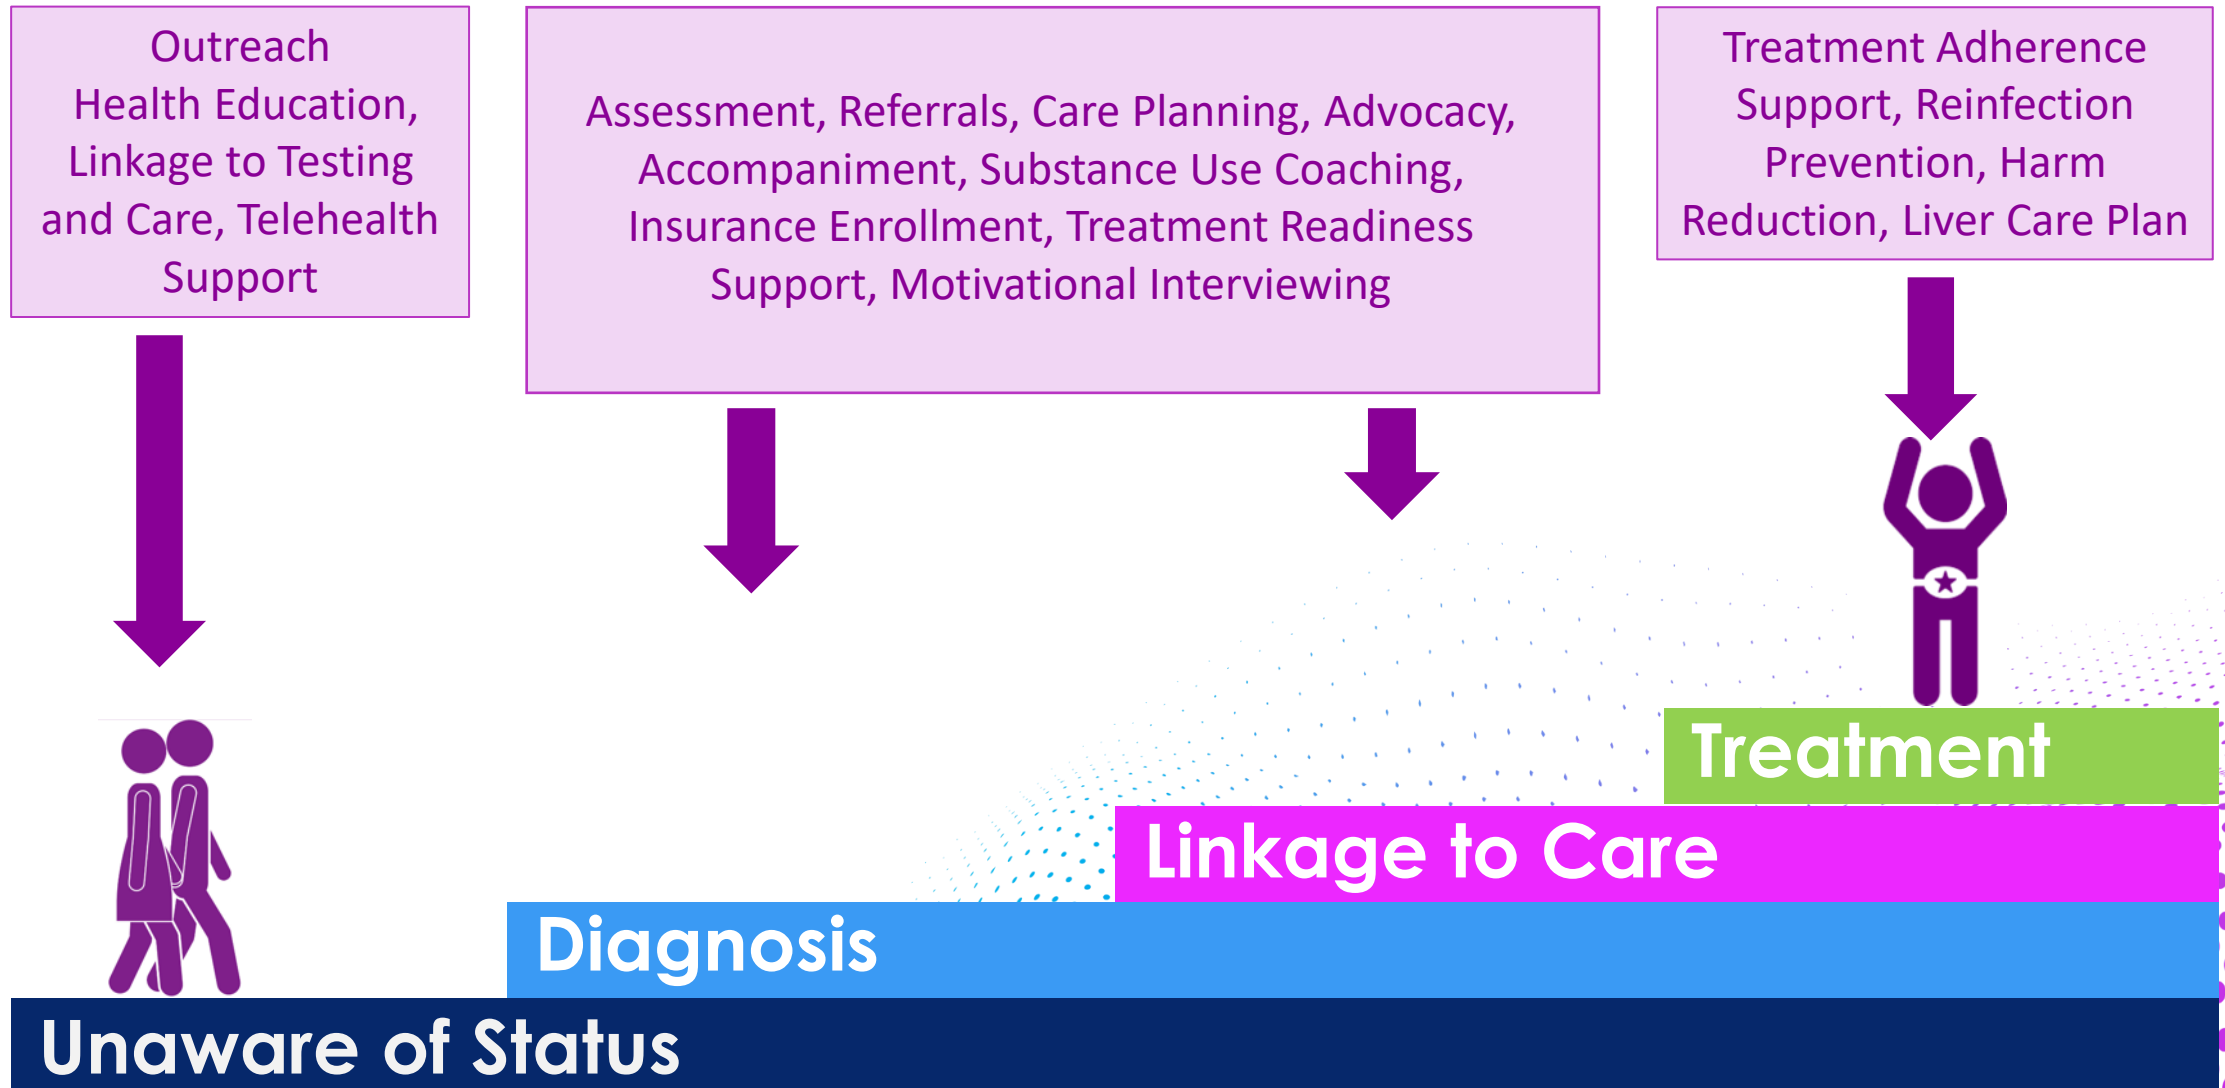 Outreach
Health Education,
Linkage to Testing
and Care, Telehealth
Support
Assessment, Referrals, Care Planning, Advocacy,
Accompaniment, Substance Use Coaching,
Insurance Enrollment, Treatment Readiness
Support, Motivational Interviewing
Treatment Adherence
Support, Reinfection
Prevention, Harm
Reduction, Liver Care Plan
Treatment
Linkage to Care
Diagnosis
Unaware of Status